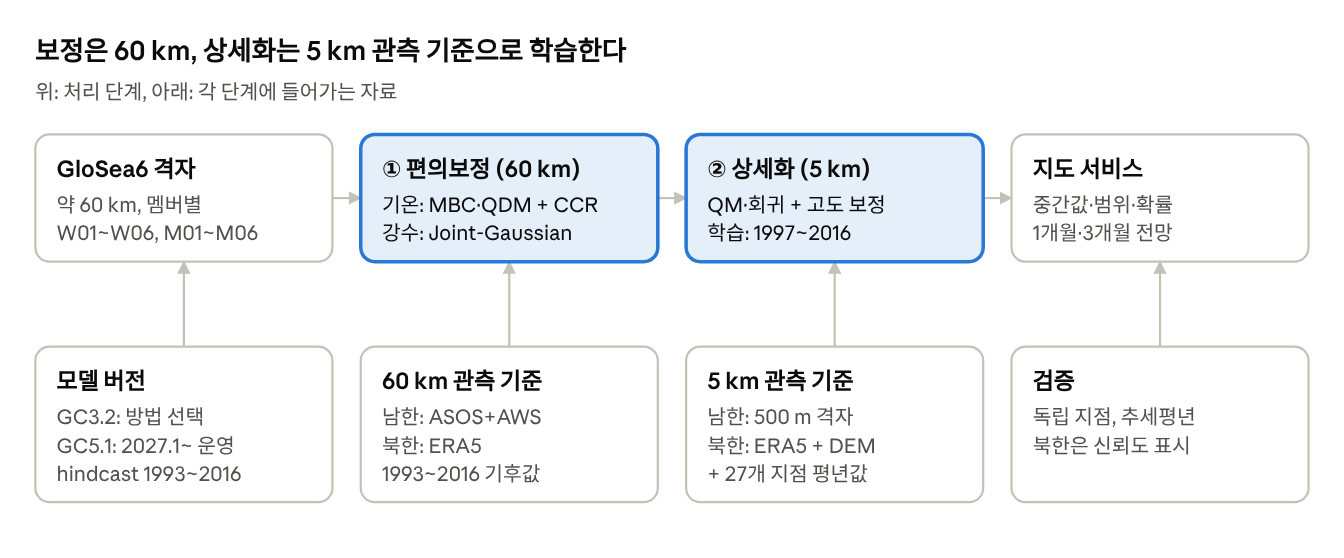 보정은 60 km, 상세화는 5 km 관측 기준으로 학습한다
위: 처리 단계, 아래: 각 단계에 들어가는 자료
GloSea6 격자
약 60 km, 멤버별
W01~W06, M01~M06
① 편의보정 (60 km)
기온: MBC·QDM + CCR
강수: Joint-Gaussian
② 상세화 (5 km)
QM·회귀 + 고도 보정
학습: 1997~2016
지도 서비스
중간값·범위·확률
1개월·3개월 전망
모델 버전
GC3.2: 방법 선택
GC5.1: 2027.1~ 운영
hindcast 1993~2016
60 km 관측 기준
남한: ASOS+AWS
북한: ERA5
1993~2016 기후값
5 km 관측 기준
남한: 500 m 격자
북한: ERA5 + DEM
+ 27개 지점 평년값
검증
독립 지점, 추세평년
북한은 신뢰도 표시